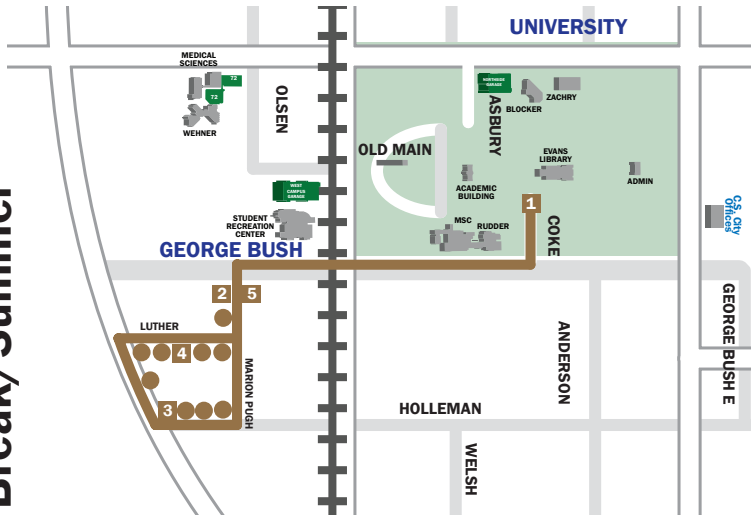 UNIVERSITY
MEDICAL
SCIENCES
72
72
WEHNER
OLSEN
NORTHSIDE
GARAGE
ASBURY
BLOCKER
ZACHRY
OLD MAIN
EVANS
LIBRARY
ACADEMIC
BUILDING
ADMIN
WEST
CAMPUS
GARAGE
1
STUDENT
RECREATION
CENTER
MSC
RUDDER
COKE
C.S. City
Offices
GEORGE BUSH
2
5
LUTHER
4
MARION PUGH
3
HOLLEMAN
ANDERSON
GEORGE BUSH E
WELSH
Break/ Summer